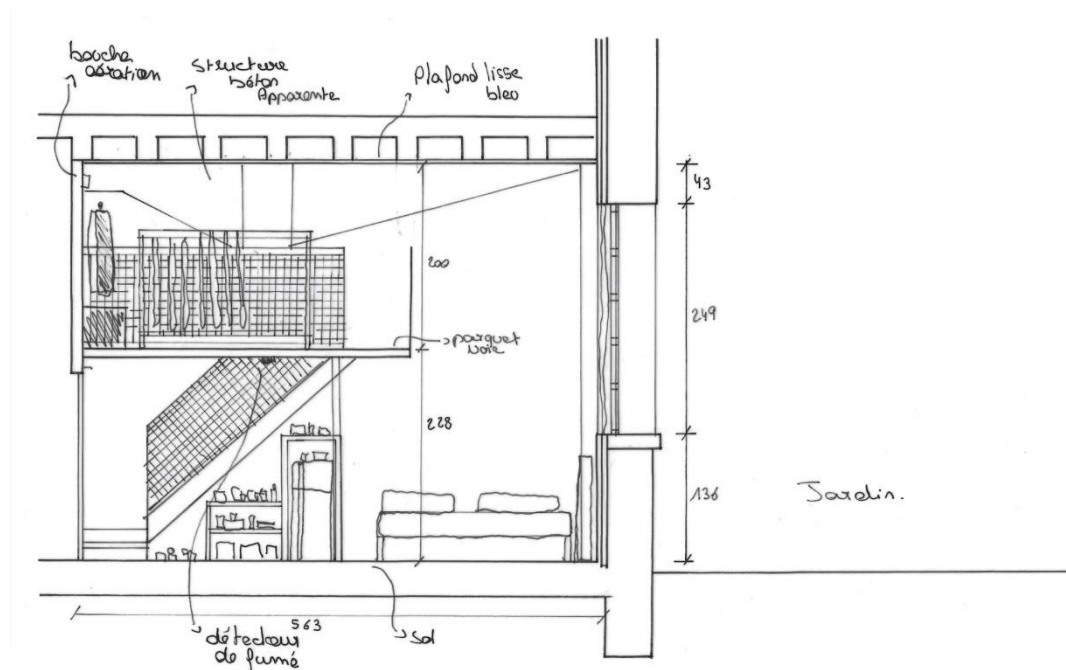 bouche
aération
Structure
béton
Apparente
Plafond lisse
bleu
43
200
249
parquet
noir
228
136
Jardin.
563
détecteur
de fumé
sol